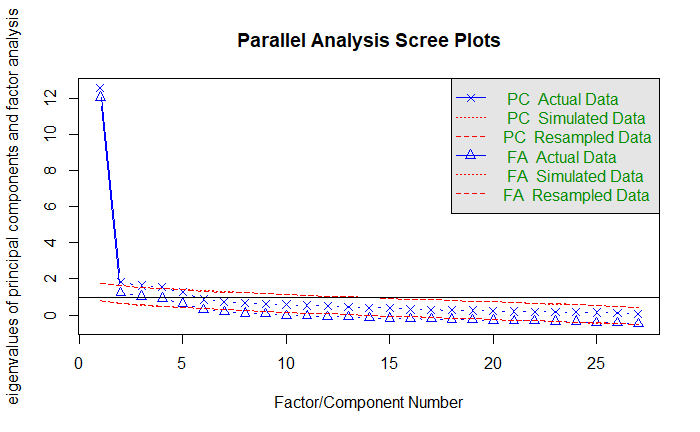 Parallel Analysis Scree Plots
eigenvalues of principal components and factor analysis
12
10
8
6
4
2
0
PC Actual Data
PC Simulated Data
PC Resampled Data
FA Actual Data
FA Simulated Data
FA Resampled Data
0 5 10 15 20 25
Factor/Component Number